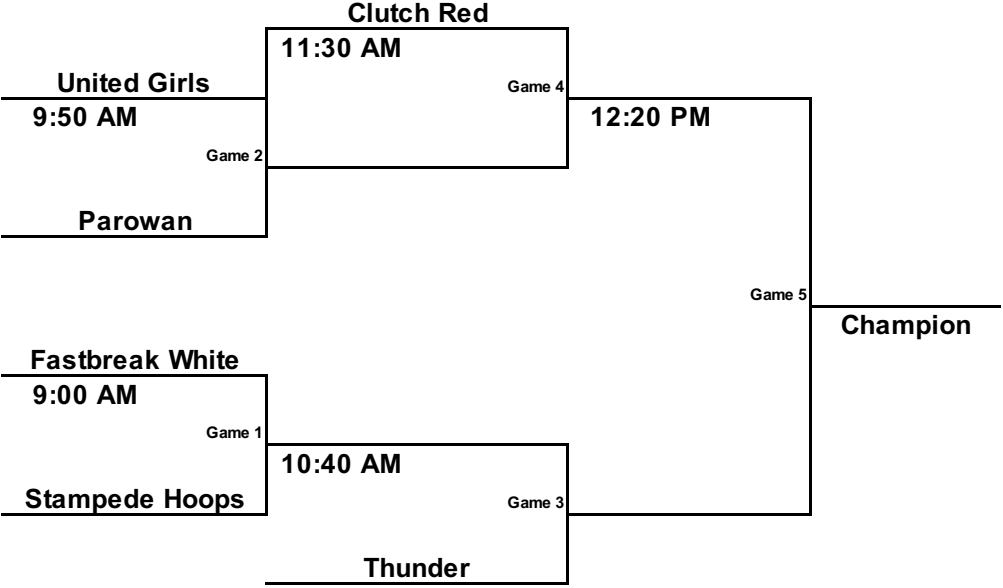 Clutch Red
11:30 AM
United Girls
Game 4
9:50 AM
12:20 PM
Game 2
Parowan
Game 5
Champion
Fastbreak White
9:00 AM
Game 1
10:40 AM
Stampede Hoops
Game 3
Thunder